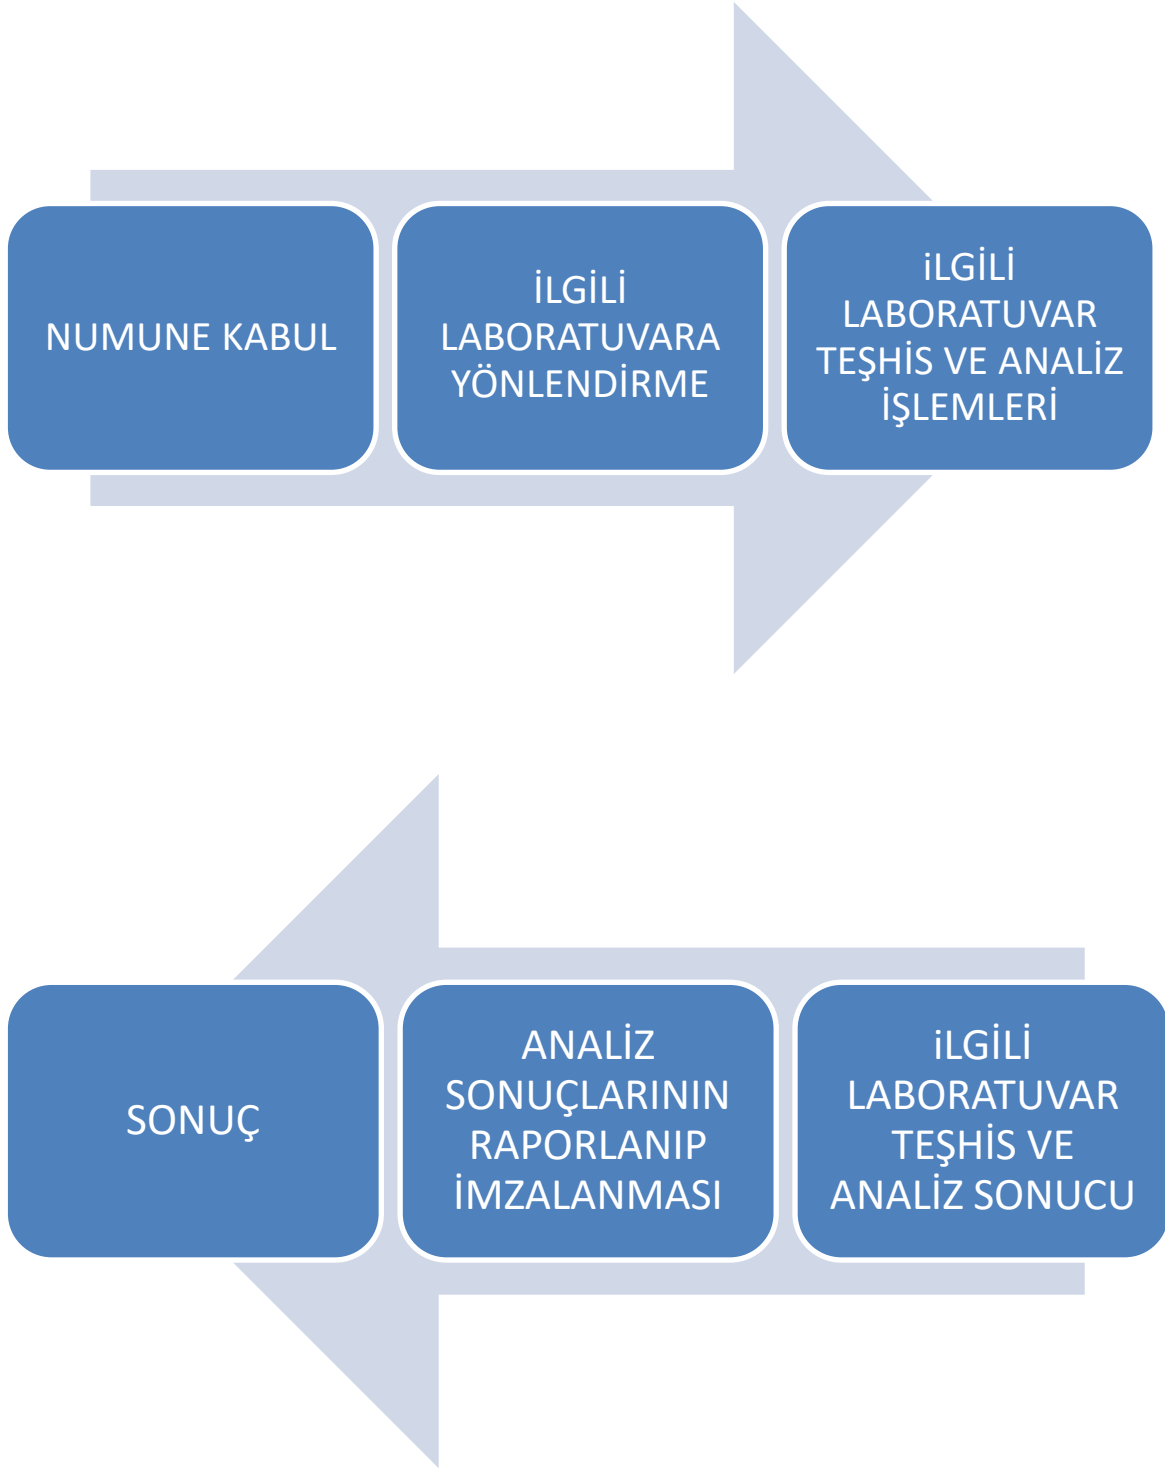 NUMUNE KABUL
İLGİLİ
LABORATUVARA
YÖNLENDİRME
iLGİLİ
LABORATUVAR
TEŞHİS VE ANALİZ
İŞLEMLERİ
SONUÇ
ANALİZ
SONUÇLARININ
RAPORLANIP
İMZALANMASI
iLGİLİ
LABORATUVAR
TEŞHİS VE
ANALİZ SONUCU